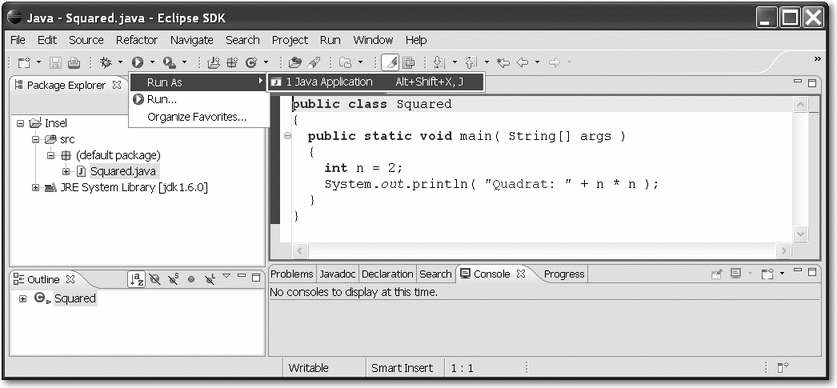 Java - Squared.java - Eclipse SDK
File Edit Source Refactor Navigate Search Project Run Window Help
Package Explorer
Run As
1 Java Application Alt+Shift+X, J
Run...
Organize Favorites...
Insel
src
(default package)
Squared.java
JRE System Library [jdk1.6.0]
public class Squared
{
public static void main( String[] args )
{
int n = 2;
System.out.println( "Quadrat: " + n * n );
}
}
Outline
Squared
Problems Javadoc Declaration Search Console Progress
No consoles to display at this time.
Writable Smart Insert 1 : 1